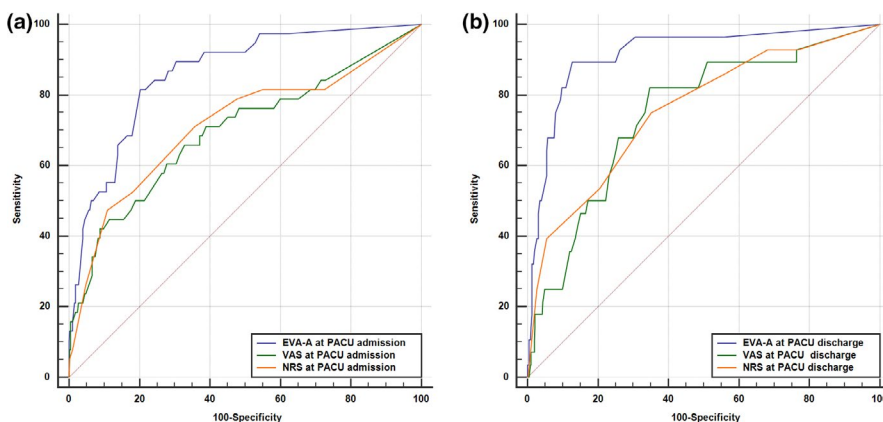 (a)
100
80
60
40
20
0
Sensitivity
0 20 40 60 80 100
100-Specificity
EVA-A at PACU admission
VAS at PACU admission
NRS at PACU admission
(b)
100
80
60
40
20
0
Sensitivity
0 20 40 60 80 100
100-Specificity
EVA-A at PACU discharge
VAS at PACU discharge
NRS at PACU discharge